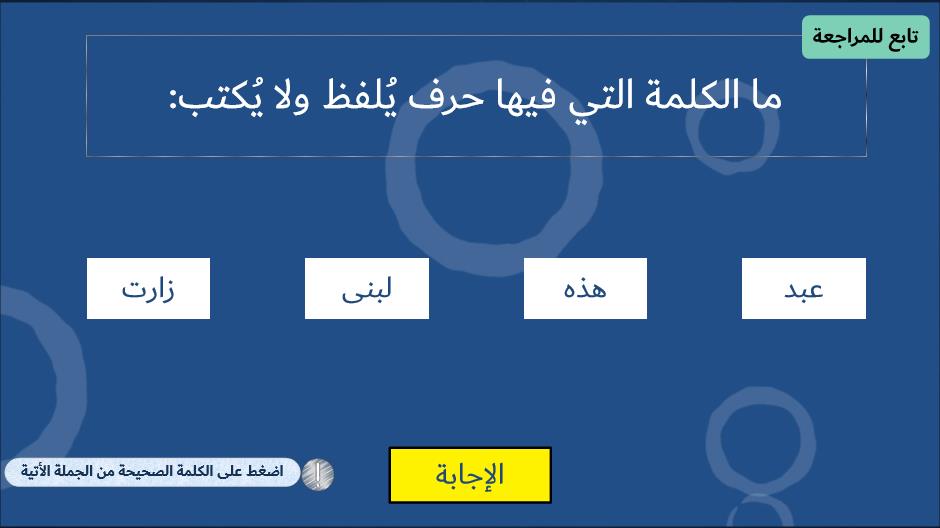 تابع للمراجعة
ما الكلمة التي فيها حرف يُلفظ ولا يُكتب:
عبد
هذه
لبنى
زارت
الإجابة
اضغط على الكلمة الصحيحة من الجملة الأتية